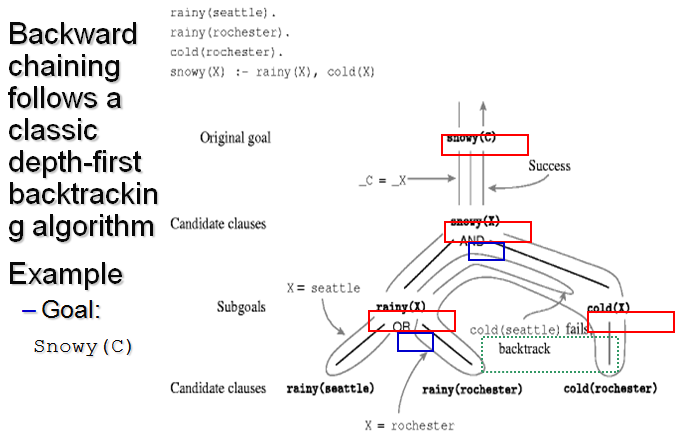 Backward
chaining
follows a
classic
depth-first
backtrackin
g algorithm
Example
– Goal:
Snowy(C)
rainy(seattle).
rainy(rochester).
cold(rochester).
snowy(X) :- rainy(X), cold(X)
Original goal
snowy(C)
_C = _X
Success
Candidate clauses
snowy(X)
AND
X = seattle
Subgoals
rainy(X)
cold(X)
OR
cold(seattle) fails
backtrack
Candidate clauses
rainy(seattle)
rainy(rochester)
cold(rochester)
X = rochester